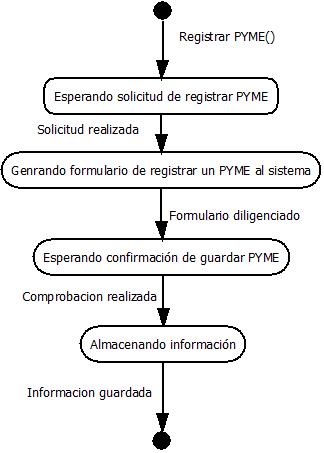 Registrar PYME()
Esperando solicitud de registrar PYME
Solicitud realizada
Genrando formulario de registrar un PYME al sistema
Formulario diligenciado
Esperando confirmación de guardar PYME
Comprobacion realizada
Almacenando información
Informacion guardada